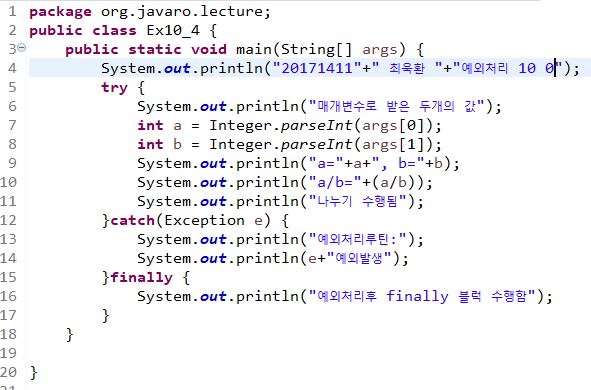 1 package org.javaro.lecture;
2 public class Ex10_4 {
3     public static void main(String[] args) {
4         System.out.println("20171411"+" 최욱환 "+"예외처리 10 0");
5         try {
6             System.out.println("매개변수로 받은 두개의 값");
7             int a = Integer.parseInt(args[0]);
8             int b = Integer.parseInt(args[1]);
9             System.out.println("a="+a+", b="+b);
10             System.out.println("a/b="+(a/b));
11             System.out.println("나누기 수행됨");
12         }catch(Exception e) {
13             System.out.println("예외처리루틴:");
14             System.out.println(e+"예외발생");
15         }finally {
16             System.out.println("예외처리후 finally 블럭 수행함");
17         }
18     }
19
20 }